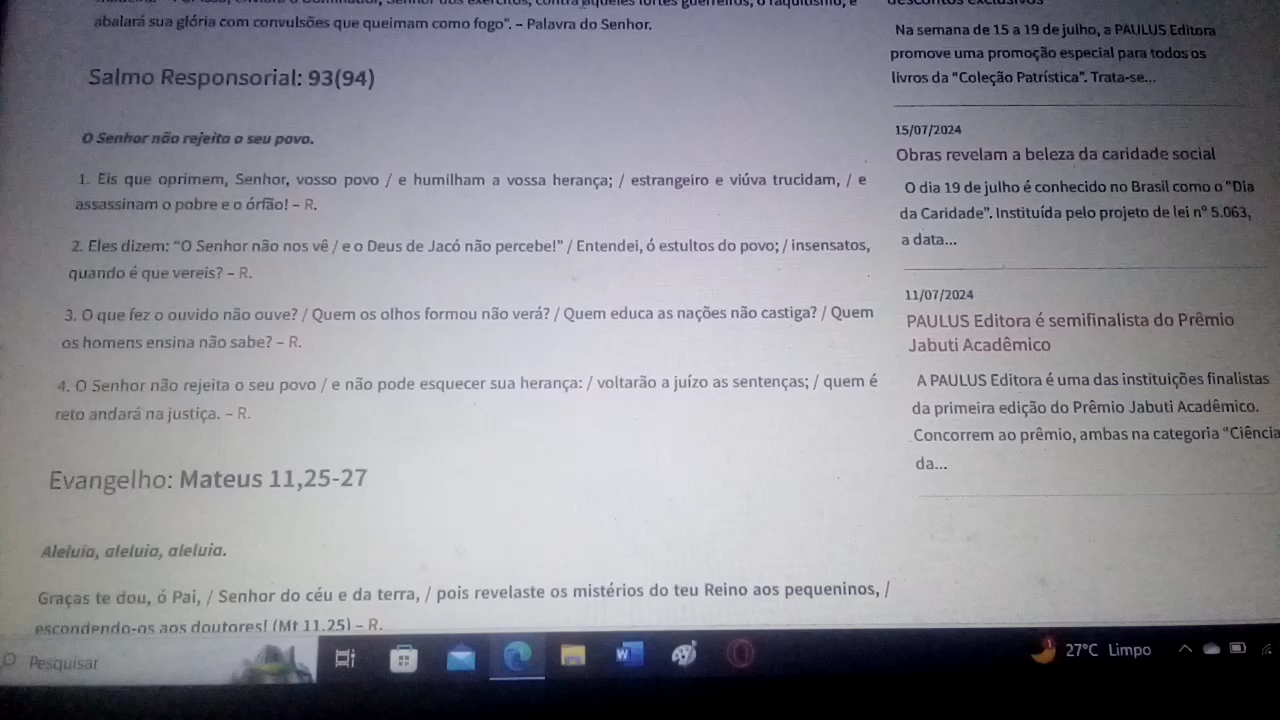 abalará sua glória com convulsões que queimam como fogo”. – Palavra do Senhor.
Salmo Responsorial: 93(94)
O Senhor não rejeita o seu povo.
1. Eis que oprimem, Senhor, vosso povo / e humilham a vossa herança; / estrangeiro e viúva trucidam, / e
assassinam o pobre e o órfão! – R.
2. Eles dizem: “O Senhor não nos vê / e o Deus de Jacó não percebe!” / Entendei, ó estultos do povo; / insensatos,
quando é que vereis? – R.
3. O que fez o ouvido não ouve? / Quem os olhos formou não verá? / Quem educa as nações não castiga? / Quem
os homens ensina não sabe? – R.
4. O Senhor não rejeita o seu povo / e não pode esquecer sua herança: / voltarão a juízo as sentenças; / quem é
reto andará na justiça. – R.
Evangelho: Mateus 11,25-27
Aleluia, aleluia, aleluia.
Graças te dou, ó Pai, / Senhor do céu e da terra, / pois revelaste os mistérios do teu Reino aos pequeninos, /
escondendo-os aos doutores! (Mt 11,25) – R.
descontos exclusivos
Na semana de 15 a 19 de julho, a PAULUS Editora
promove uma promoção especial para todos os
livros da "Coleção Patrística". Trata-se...
15/07/2024
Obras revelam a beleza da caridade social
O dia 19 de julho é conhecido no Brasil como o "Dia
da Caridade". Instituída pelo projeto de lei nº 5.063,
a data...
11/07/2024
PAULUS Editora é semifinalista do Prêmio
Jabuti Acadêmico
A PAULUS Editora é uma das instituições finalistas
da primeira edição do Prêmio Jabuti Acadêmico.
Concorrem ao prêmio, ambas na categoria “Ciência
da...
Pesquisar
27°C Limpo